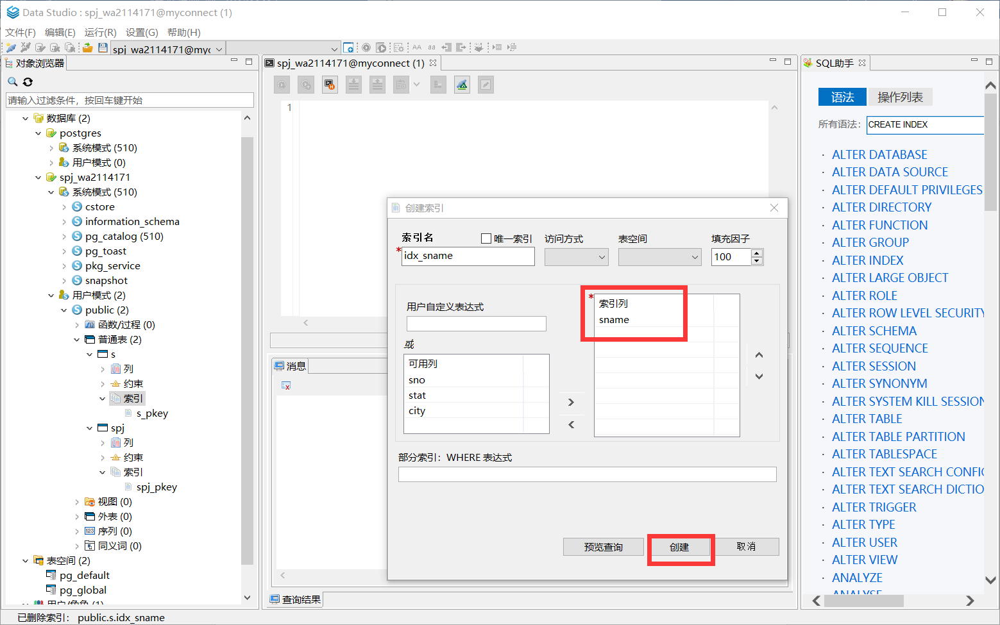 Data Studio : spj_wa2114171@myconnect (1)
文件(F) 编辑(E) 运行(R) 设置(G) 帮助(H)
spj_wa2114171@my
AA aa
对象浏览器
请输入过滤条件，按回车键开始
数据库 (2)
postgres
系统模式 (510)
用户模式 (0)
spj_wa2114171
系统模式 (510)
cstore
information_schema
pg_catalog (510)
pg_toast
pkg_service
snapshot
用户模式 (2)
public (2)
函数/过程 (0)
普通表 (2)
s
列
约束
索引
s_pkey
spj
列
约束
索引
spj_pkey
视图 (0)
外表 (0)
序列 (0)
同义词 (0)
表空间 (2)
pg_default
pg_global
用户/角色 (1)
spj_wa2114171@myconnect (1)
1
消息
查询结果
创建索引
索引名 唯一索引 访问方式 表空间 填充因子
*
idx_sname 100
用户自定义表达式
或
可用列
sno
stat
city
*
索引列
sname
部分索引：WHERE 表达式
预览查询 创建 取消
SQL助手
语法 操作列表
所有语法: CREATE INDEX
· ALTER DATABASE
· ALTER DATA SOURCE
· ALTER DEFAULT PRIVILEGES
· ALTER DIRECTORY
· ALTER FUNCTION
· ALTER GROUP
· ALTER INDEX
· ALTER LARGE OBJECT
· ALTER ROLE
· ALTER ROW LEVEL SECURITY
· ALTER SCHEMA
· ALTER SEQUENCE
· ALTER SESSION
· ALTER SYNONYM
· ALTER SYSTEM KILL SESSION
· ALTER TABLE
· ALTER TABLE PARTITION
· ALTER TABLESPACE
· ALTER TEXT SEARCH CONFIG
· ALTER TEXT SEARCH DICTIO
· ALTER TRIGGER
· ALTER TYPE
· ALTER USER
· ALTER VIEW
· ANALYZE
· ANALYSE
已删除索引： public.s.idx_sname